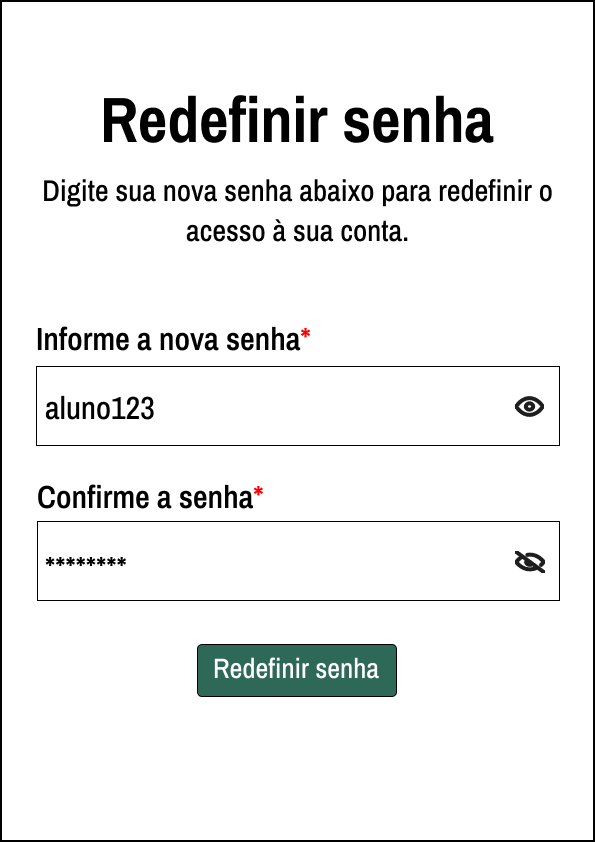 Redefinir senha
Digite sua nova senha abaixo para redefinir o
acesso à sua conta.
Informe a nova senha*
aluno123
Confirme a senha*
********
Redefinir senha